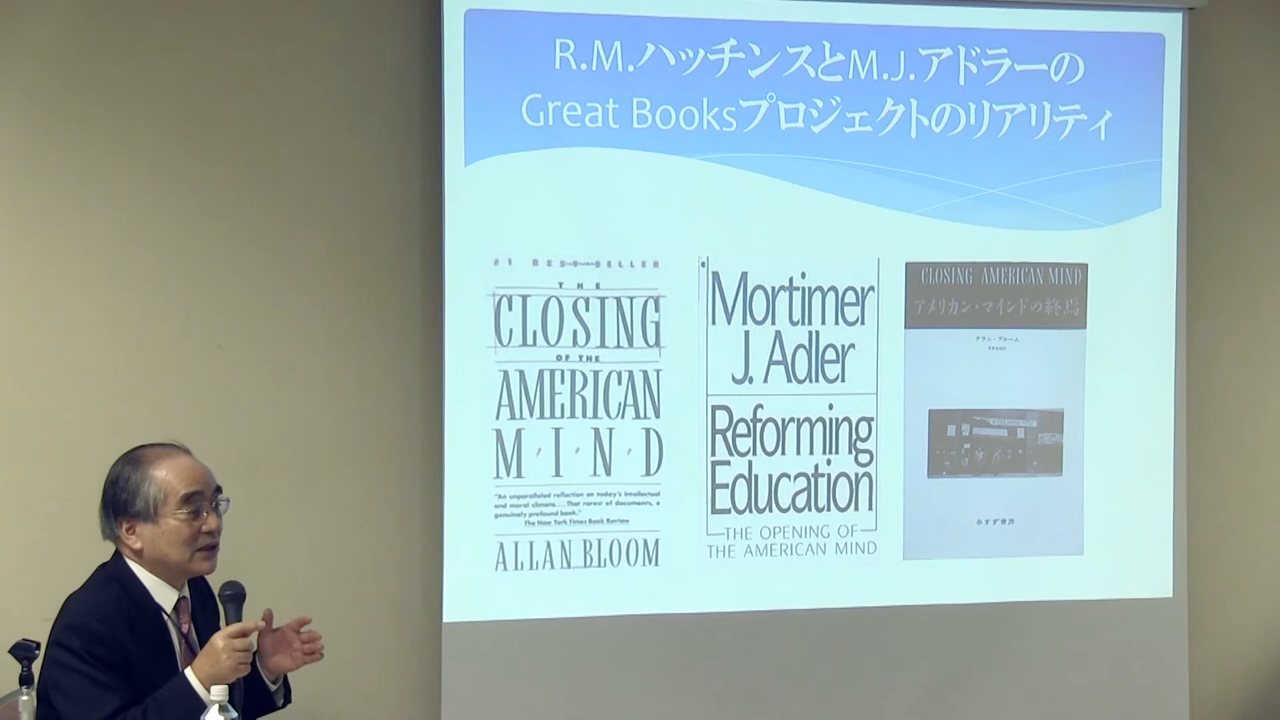 R.M.ハッチンスとM.J.アドラーの
Great Booksプロジェクトのリアリティ
#1 BESTSELLER
THE
CLOSING
OF THE
AMERICAN
M·I·N·D
"An unparalleled reflection on today's intellectual
and moral climate....That rarest of documents, a
genuinely profound book."
The New York Times Book Review
ALLAN BLOOM
Mortimer
J. Adler
Reforming
Education
THE OPENING OF
THE AMERICAN MIND
CLOSING AMERICAN MIND
アメリカン・マインドの終焉
アラン・ブルーム
みすず書房